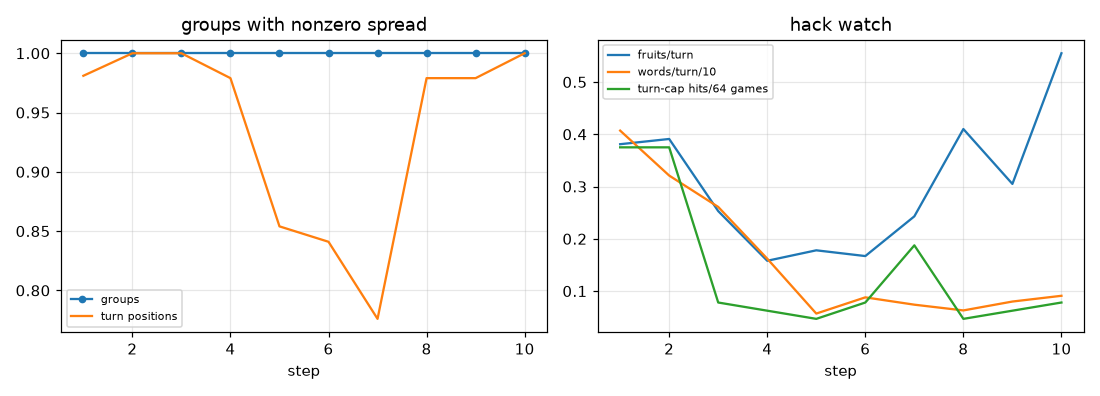 groups with nonzero spread
1.00
0.95
0.90
0.85
0.80
groups
turn positions
2
4
6
8
10
step
hack watch
fruits/turn
words/turn/10
turn-cap hits/64 games
0.5
0.4
0.3
0.2
0.1
2
4
6
8
10
step